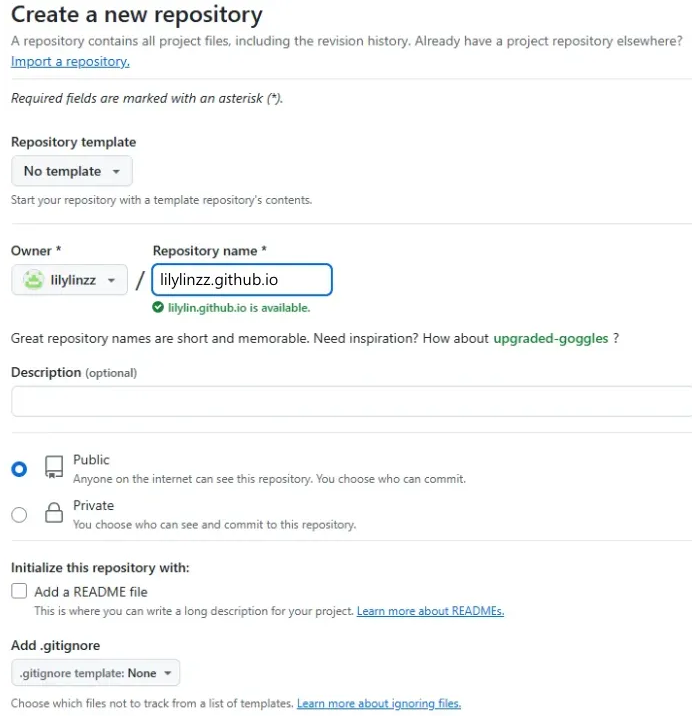 Create a new repository
A repository contains all project files, including the revision history. Already have a project repository elsewhere?
Import a repository.
Required fields are marked with an asterisk (*).
Repository template
No template
Start your repository with a template repository's contents.
Owner *
Repository name *
lilylinzz / lilylinzz.github.io
lilylin.github.io is available.
Great repository names are short and memorable. Need inspiration? How about upgraded-goggles ?
Description (optional)
Public
Anyone on the internet can see this repository. You choose who can commit.
Private
You choose who can see and commit to this repository.
Initialize this repository with:
Add a README file
This is where you can write a long description for your project. Learn more about READMEs.
Add .gitignore
.gitignore template: None
Choose which files not to track from a list of templates. Learn more about ignoring files.